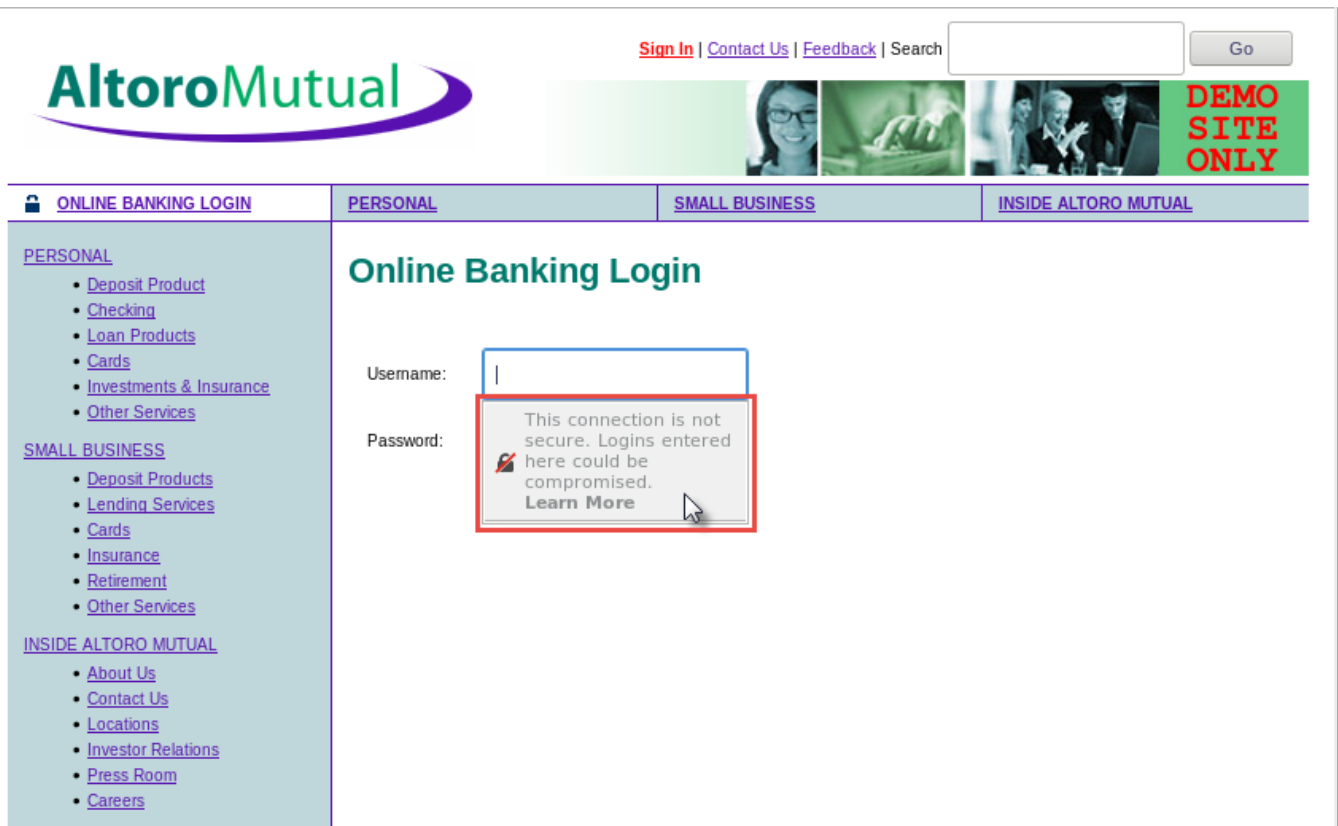 Sign In | Contact Us | Feedback | Search
Go
AltoroMutual
DEMO
SITE
ONLY
ONLINE BANKING LOGIN
PERSONAL
SMALL BUSINESS
INSIDE ALTORO MUTUAL
PERSONAL
• Deposit Product
• Checking
• Loan Products
• Cards
• Investments & Insurance
• Other Services
SMALL BUSINESS
• Deposit Products
• Lending Services
• Cards
• Insurance
• Retirement
• Other Services
INSIDE ALTORO MUTUAL
• About Us
• Contact Us
• Locations
• Investor Relations
• Press Room
• Careers
Online Banking Login
Username:
Password:
This connection is not
secure. Logins entered
here could be
compromised.
Learn More